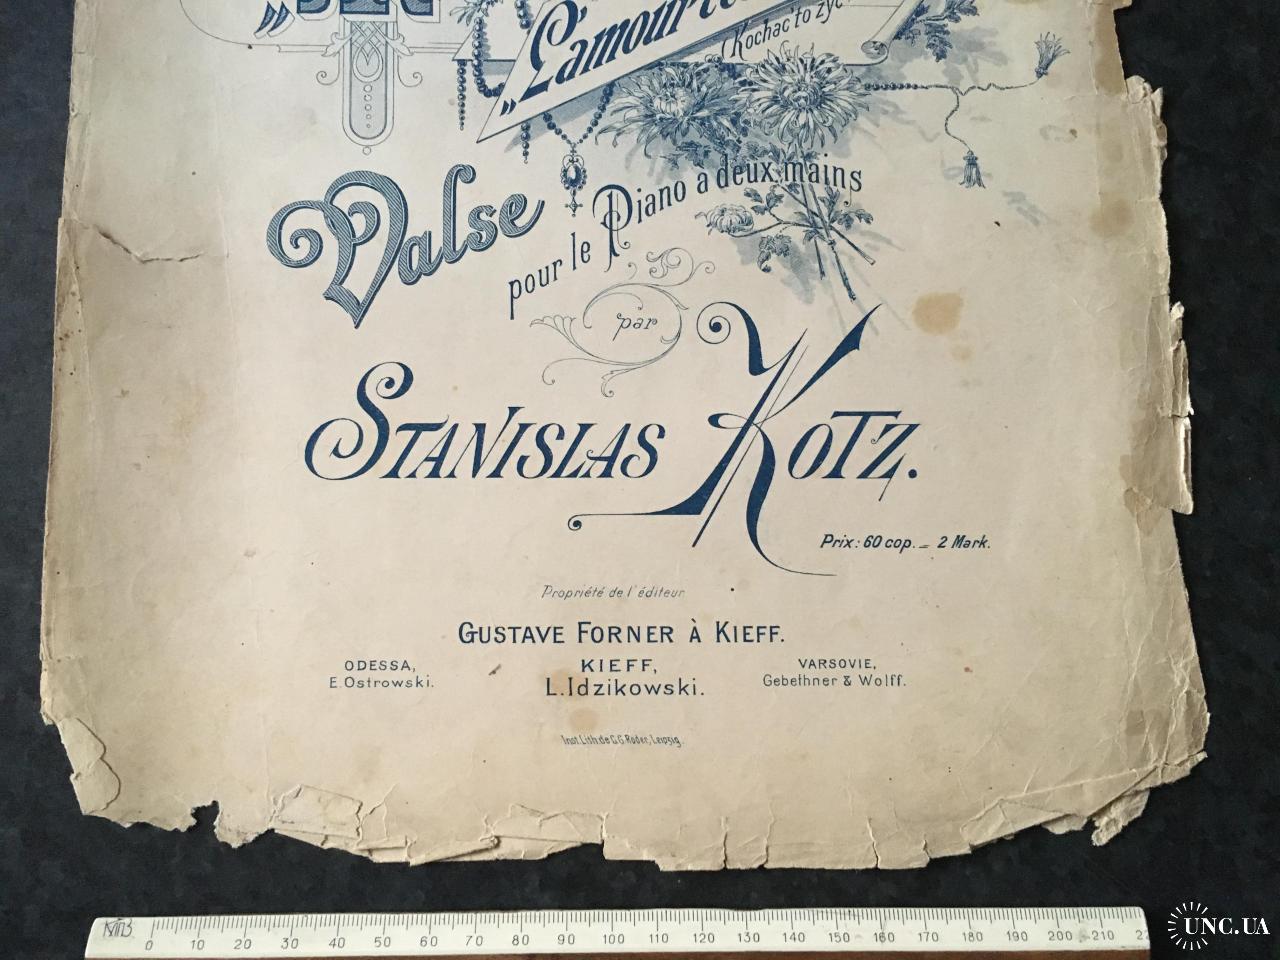 „L'amour c
(Kochać to żyć
Valse
pour le Piano a deux mains
par
STANISLAS KOTZ.
Prix: 60 cop. = 2 Mark.
Propriété de l'éditeur
GUSTAVE FORNER À KIEFF.
ODESSA,
E. Ostrowski.
KIEFF,
L. Idzikowski.
VARSOVIE,
Gebethner & Wolff.
Inst. Lith. de C.G. Röder, Leipzig.
0 10 20 30 40 50 60 70 80 90 100 110 120 130 140 150 160 170 180 190 200 210
UNC.UA